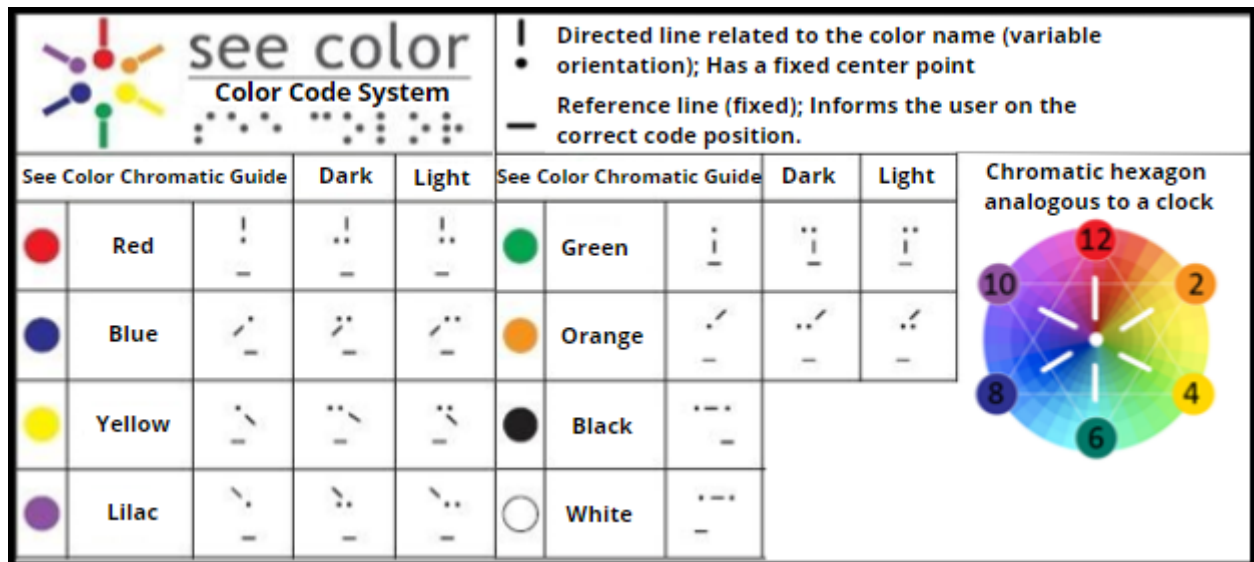 see color
Color Code System
⠎⠑⠑ ⠉⠕⠇⠕⠗
Directed line related to the color name (variable
orientation); Has a fixed center point
Reference line (fixed); Informs the user on the
correct code position.
See Color Chromatic Guide Dark Light
Red
Blue
Yellow
Lilac
See Color Chromatic Guide Dark Light
Green
Orange
Black
White
Chromatic hexagon
analogous to a clock
12
10 2
8 4
6